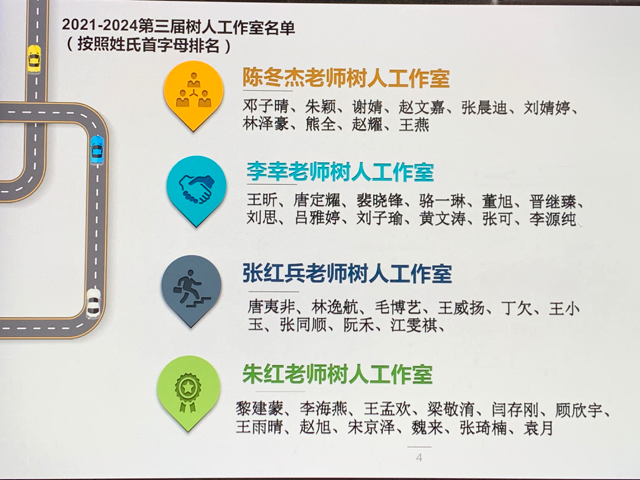 2021-2024第三届树人工作室名单
（按照姓氏首字母排名）
陈冬杰老师树人工作室
邓子晴、朱颖、谢婧、赵文嘉、张晨迪、刘婧婷、
林泽豪、熊全、赵耀、王燕
李幸老师树人工作室
王昕、唐定耀、裴晓锋、骆一琳、董旭、晋继臻、
刘思、吕雅婷、刘子瑜、黄文涛、张可、李源纯
张红兵老师树人工作室
唐夷非、林逸航、毛博艺、王威扬、丁欠、王小
玉、张同顺、阮禾、江雯祺、
朱红老师树人工作室
黎建蒙、李海燕、王孟欢、梁敬淯、闫存刚、顾欣宇、
王雨晴、赵旭、宋京泽、魏来、张琦楠、袁月
4